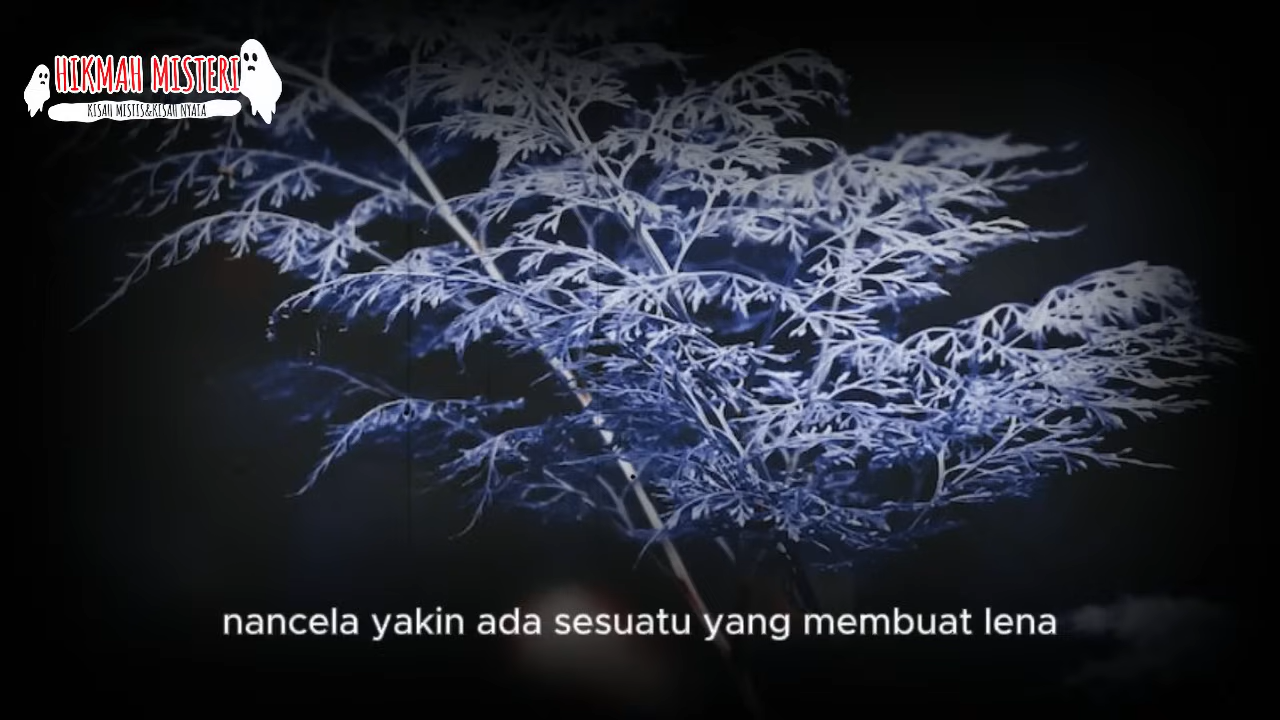 HIKMAH MISTERI
KISAH MISTIS&KISAH NYATA
nancela yakin ada sesuatu yang membuat lena